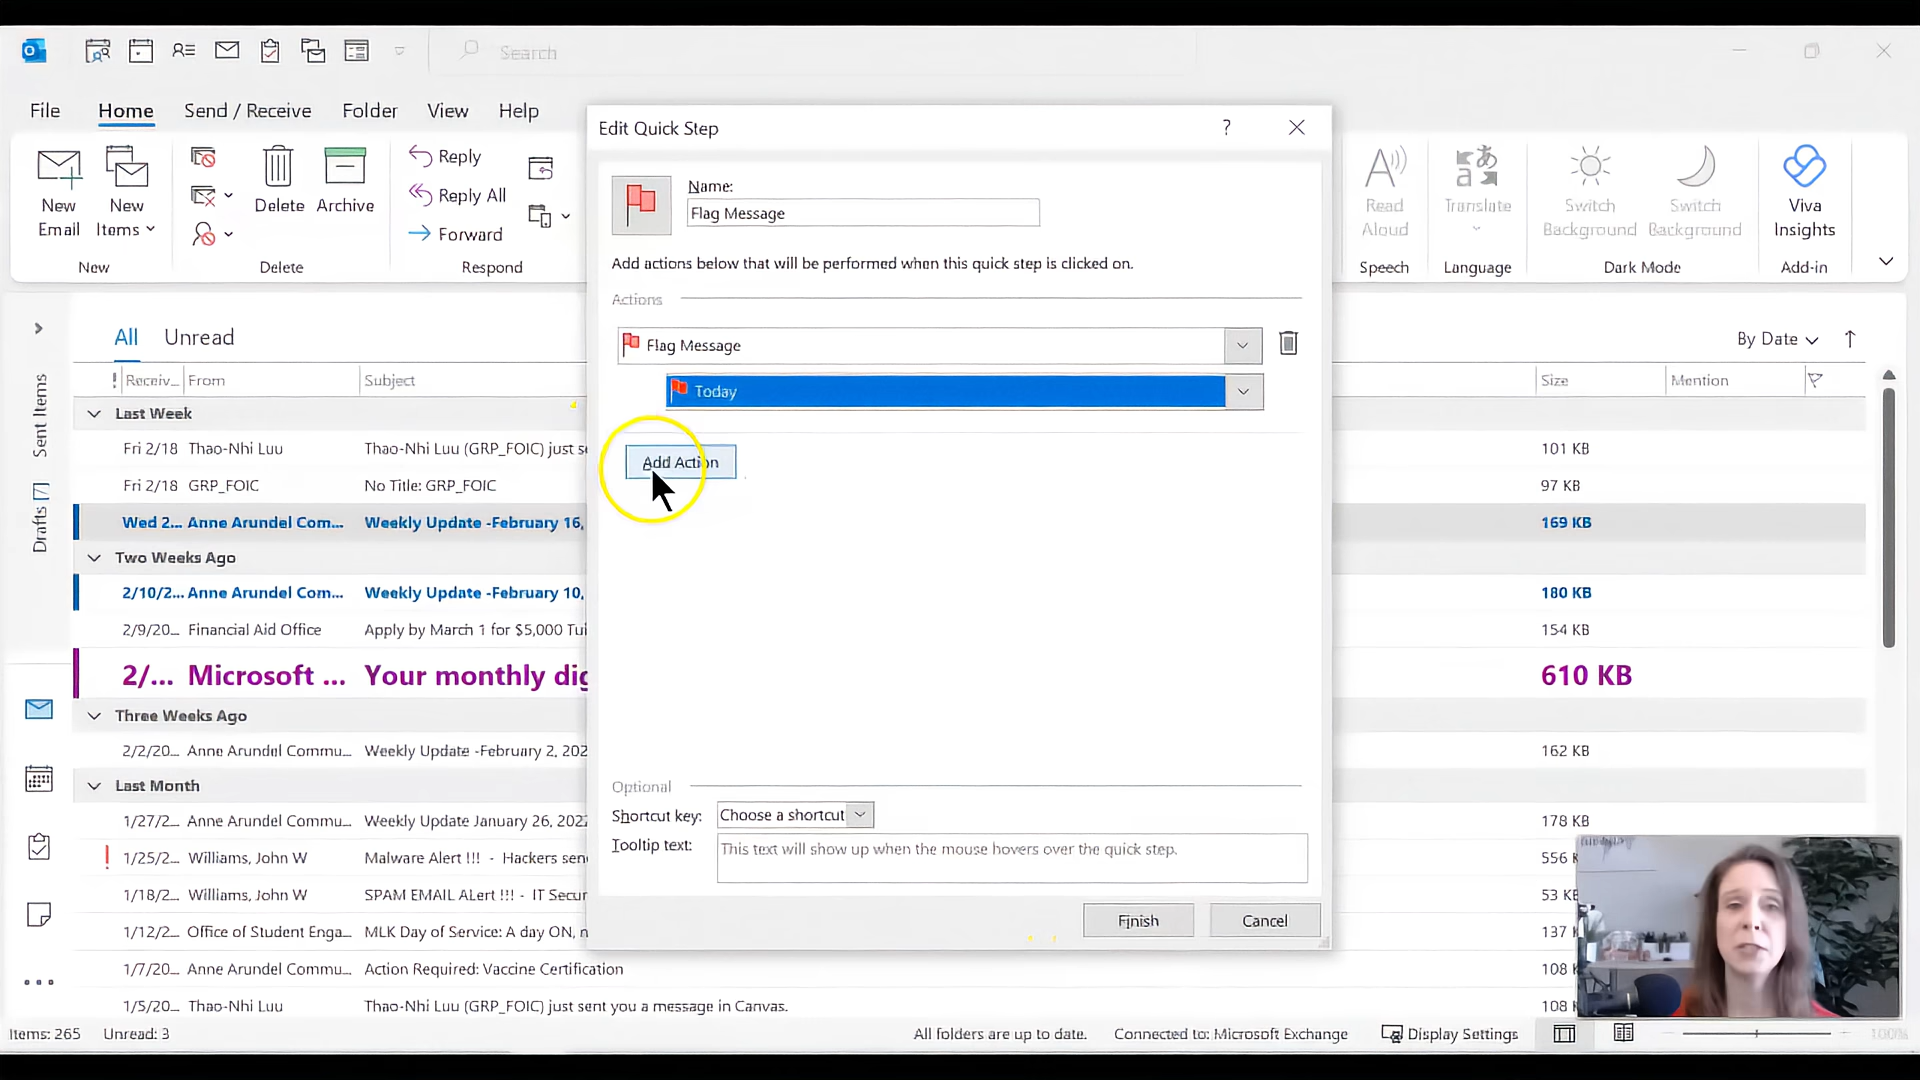 Search
File Home Send / Receive Folder View Help
New Email
New Items
New
Delete
Archive
Delete
Reply
Reply All
Forward
Respond
Read Aloud
Speech
Translate
Language
Switch Background
Switch Background
Dark Mode
Viva Insights
Add-in
Edit Quick Step
?
Name:
Flag Message
Add actions below that will be performed when this quick step is clicked on.
Actions
Flag Message
Today
Add Action
Optional
Shortcut key: Choose a shortcut
Tooltip text: This text will show up when the mouse hovers over the quick step.
Finish Cancel
Sent Items
Drafts [7]
All Unread By Date
! Receiv... From Subject Size Mention
Last Week
Fri 2/18 Thao-Nhi Luu Thao-Nhi Luu (GRP_FOIC) just se 101 KB
Fri 2/18 GRP_FOIC No Title: GRP_FOIC 97 KB
Wed 2... Anne Arundel Com... Weekly Update -February 16, 169 KB
Two Weeks Ago
2/10/2... Anne Arundel Com... Weekly Update -February 10, 180 KB
2/9/20... Financial Aid Office Apply by March 1 for $5,000 Tui 154 KB
2/... Microsoft ... Your monthly dig 610 KB
Three Weeks Ago
2/2/20... Anne Arundel Commu... Weekly Update -February 2, 202 162 KB
Last Month
1/27/2... Anne Arundel Commu... Weekly Update January 26, 2022 178 KB
! 1/25/2... Williams, John W Malware Alert !!! - Hackers sen 556 K
1/18/2... Williams, John W SPAM EMAIL ALert !!! - IT Secur 53 KB
1/12/2... Office of Student Enga... MLK Day of Service: A day ON, n 137 K
1/7/20... Anne Arundel Commu... Action Required: Vaccine Certification 108 K
1/5/20... Thao-Nhi Luu Thao-Nhi Luu (GRP_FOIC) just sent you a message in Canvas. 108 K
Items: 265 Unread: 3 All folders are up to date. Connected to: Microsoft Exchange Display Settings 100%